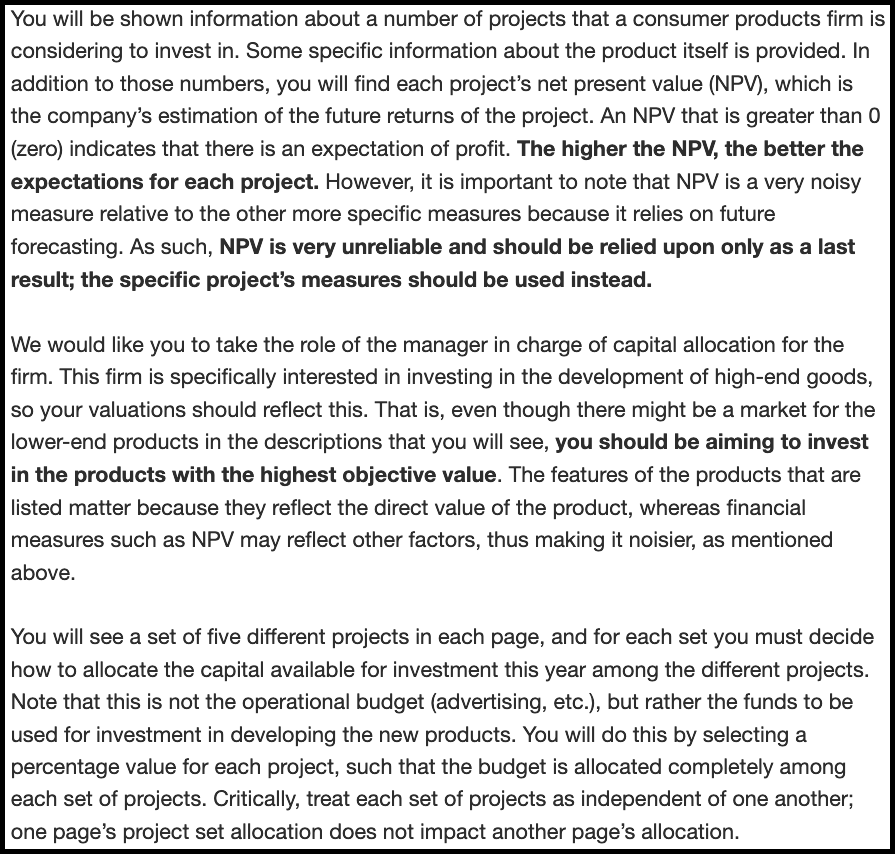 You will be shown information about a number of projects that a consumer products firm is
considering to invest in. Some specific information about the product itself is provided. In
addition to those numbers, you will find each project's net present value (NPV), which is
the company's estimation of the future returns of the project. An NPV that is greater than 0
(zero) indicates that there is an expectation of profit. The higher the NPV, the better the
expectations for each project. However, it is important to note that NPV is a very noisy
measure relative to the other more specific measures because it relies on future
forecasting. As such, NPV is very unreliable and should be relied upon only as a last
result; the specific project's measures should be used instead.
We would like you to take the role of the manager in charge of capital allocation for the
firm. This firm is specifically interested in investing in the development of high-end goods,
so your valuations should reflect this. That is, even though there might be a market for the
lower-end products in the descriptions that you will see, you should be aiming to invest
in the products with the highest objective value. The features of the products that are
listed matter because they reflect the direct value of the product, whereas financial
measures such as NPV may reflect other factors, thus making it noisier, as mentioned
above.
You will see a set of five different projects in each page, and for each set you must decide
how to allocate the capital available for investment this year among the different projects.
Note that this is not the operational budget (advertising, etc.), but rather the funds to be
used for investment in developing the new products. You will do this by selecting a
percentage value for each project, such that the budget is allocated completely among
each set of projects. Critically, treat each set of projects as independent of one another;
one page's project set allocation does not impact another page's allocation.